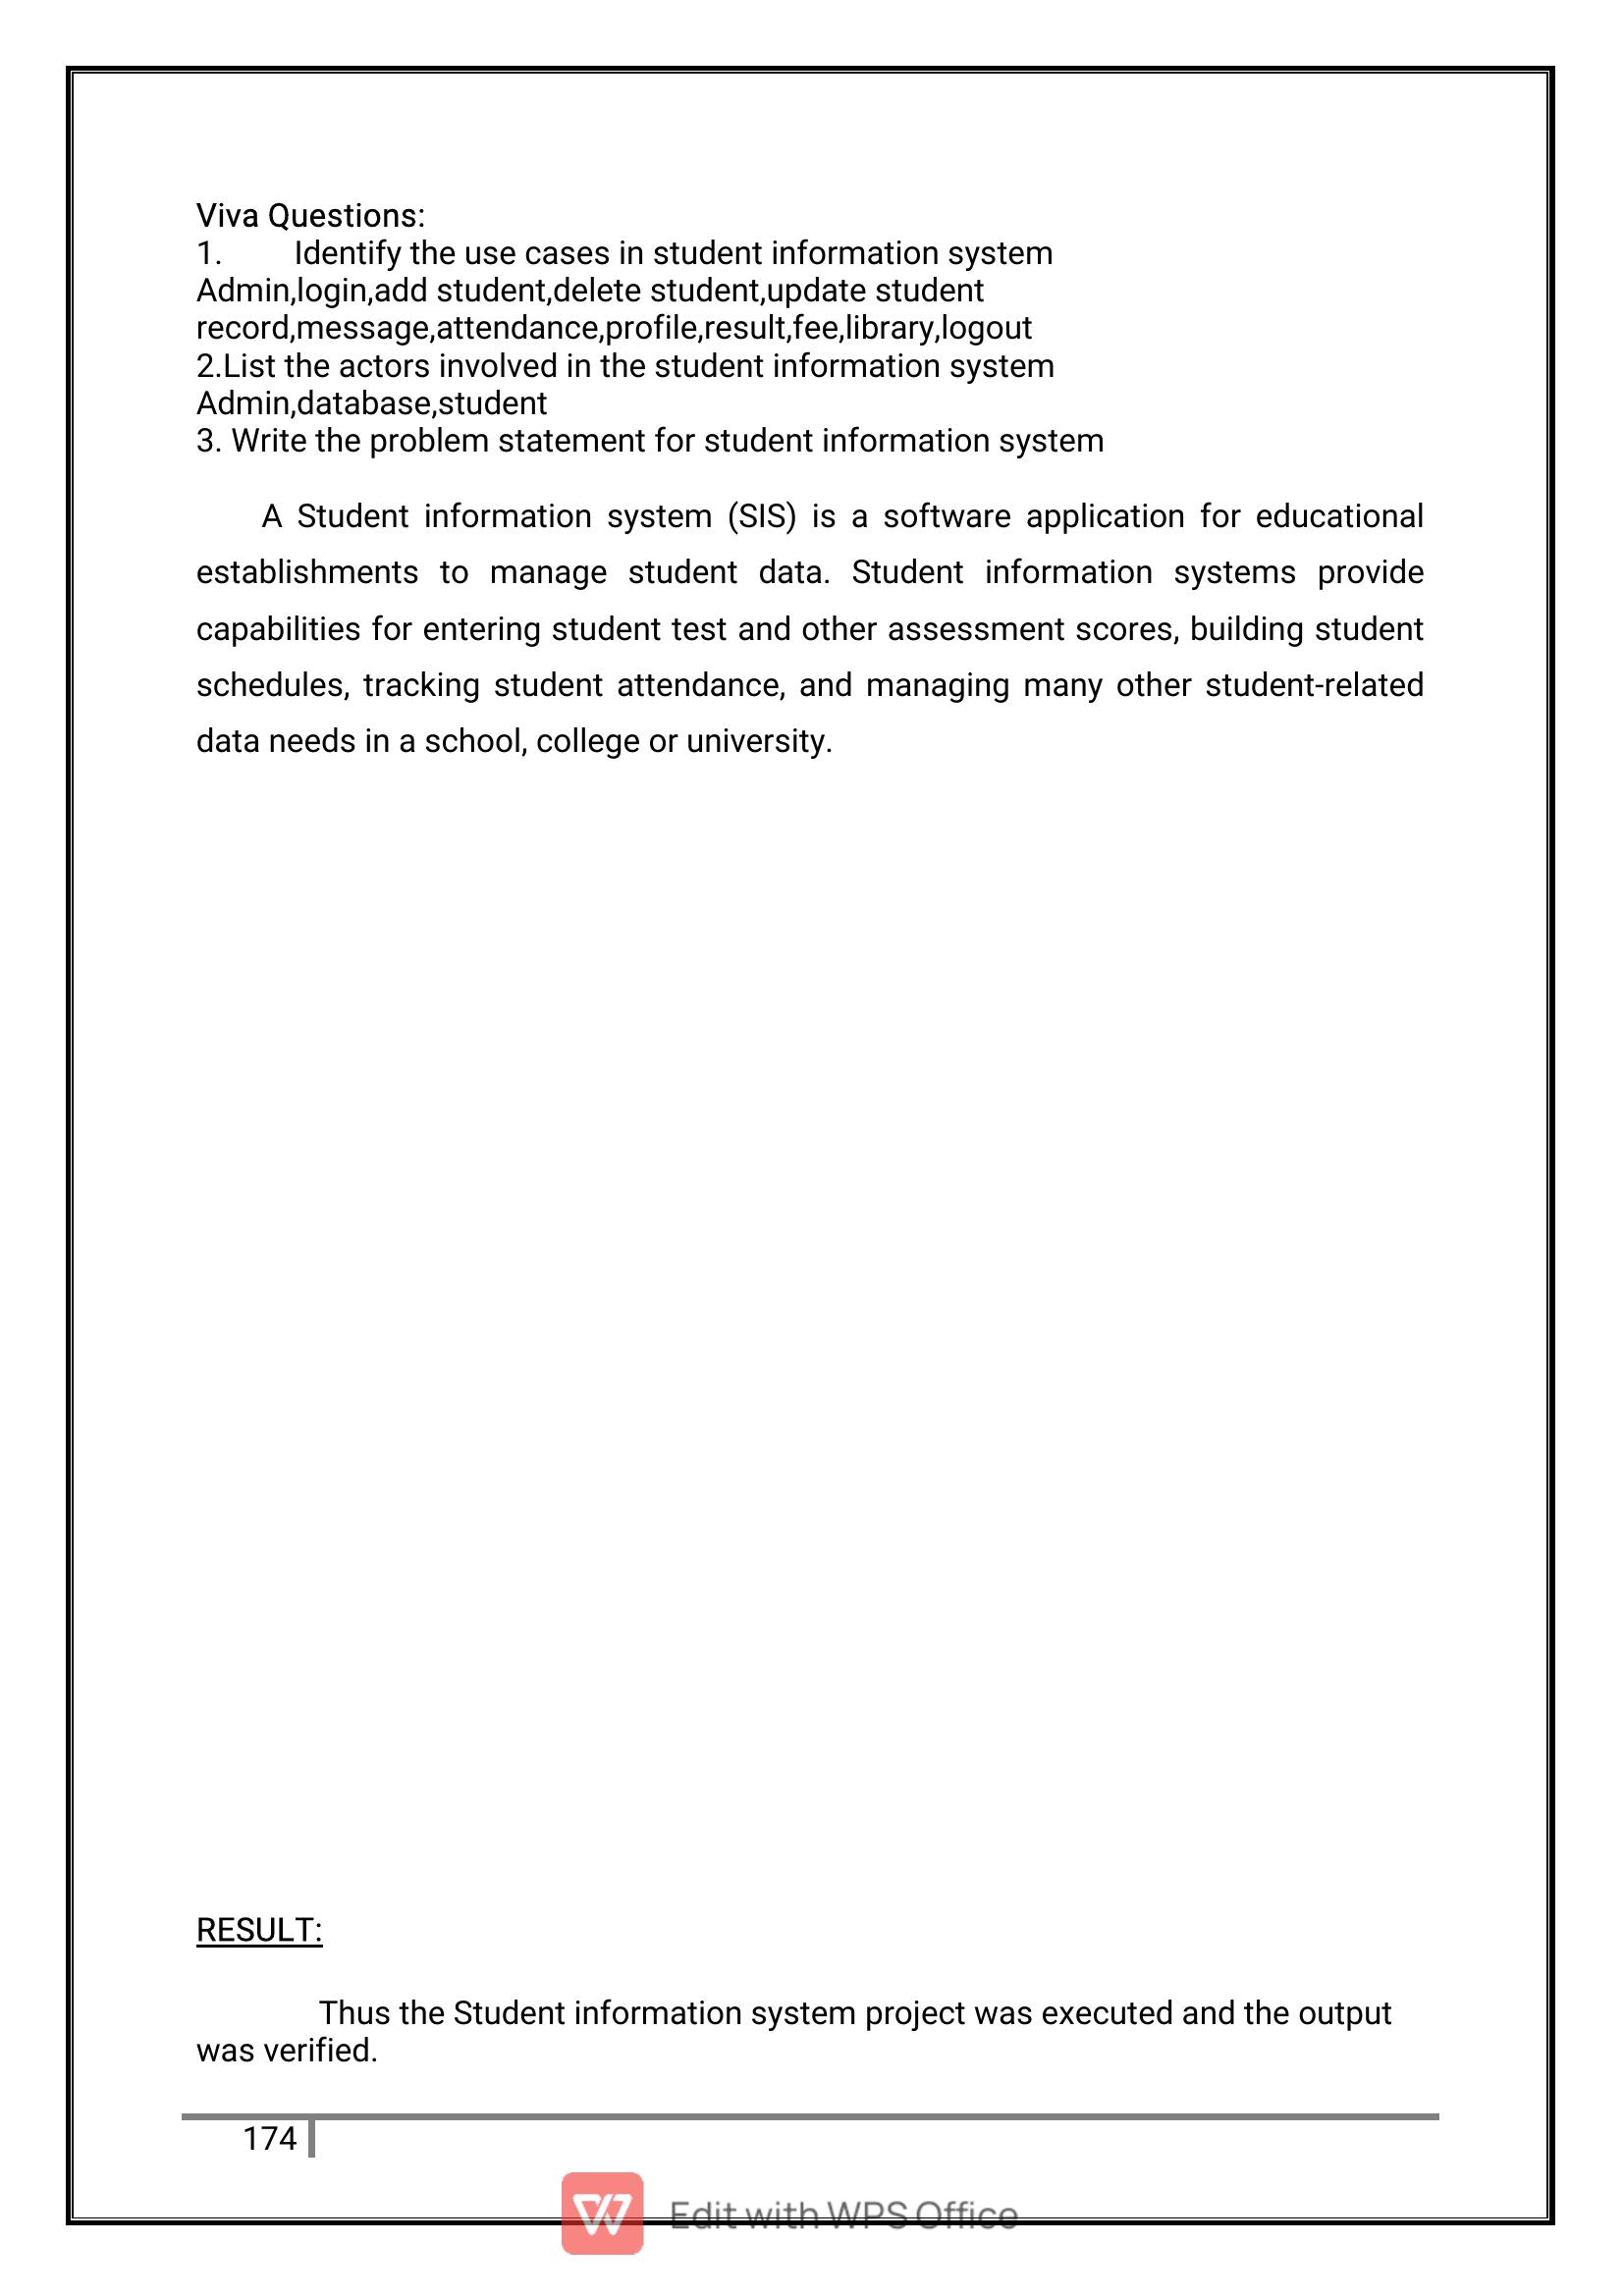 Viva Questions:
1. Identify the use cases in student information system
Admin,login,add student,delete student,update student
record,message,attendance,profile,result,fee,library,logout
2.List the actors involved in the student information system
Admin,database,student
3. Write the problem statement for student information system
A Student information system (SIS) is a software application for educational
establishments to manage student data. Student information systems provide
capabilities for entering student test and other assessment scores, building student
schedules, tracking student attendance, and managing many other student-related
data needs in a school, college or university.
RESULT:
Thus the Student information system project was executed and the output
was verified.
174
Edit with WPS Office